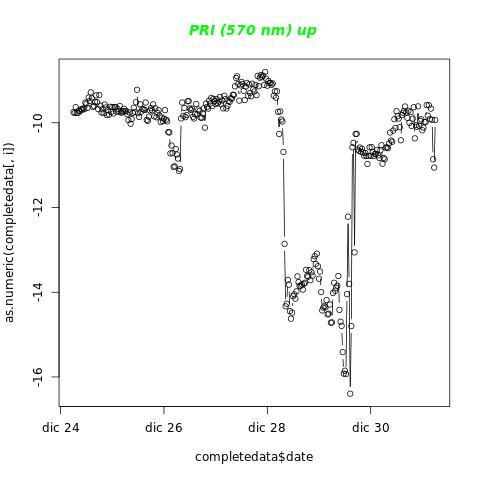 PRI (570 nm) up
as.numeric(completedata[, i])
-10
-12
-14
-16
dic 24 dic 26 dic 28 dic 30
completedata$date